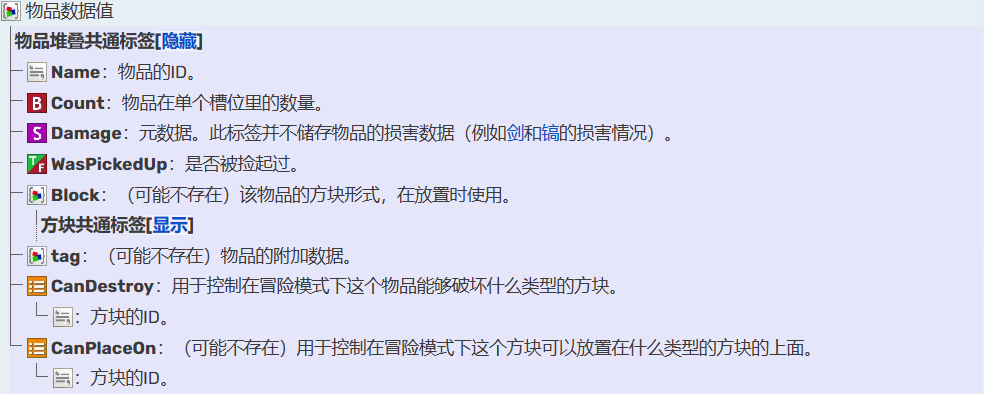 物品数据值
物品堆叠共通标签[隐藏]
Name：物品的ID。
B Count：物品在单个槽位里的数量。
S Damage：元数据。此标签并不储存物品的损害数据（例如剑和镐的损害情况）。
TF WasPickedUp：是否被捡起过。
Block：（可能不存在）该物品的方块形式，在放置时使用。
方块共通标签[显示]
tag：（可能不存在）物品的附加数据。
CanDestroy：用于控制在冒险模式下这个物品能够破坏什么类型的方块。
：方块的ID。
CanPlaceOn：（可能不存在）用于控制在冒险模式下这个方块可以放置在什么类型的方块的上面。
：方块的ID。